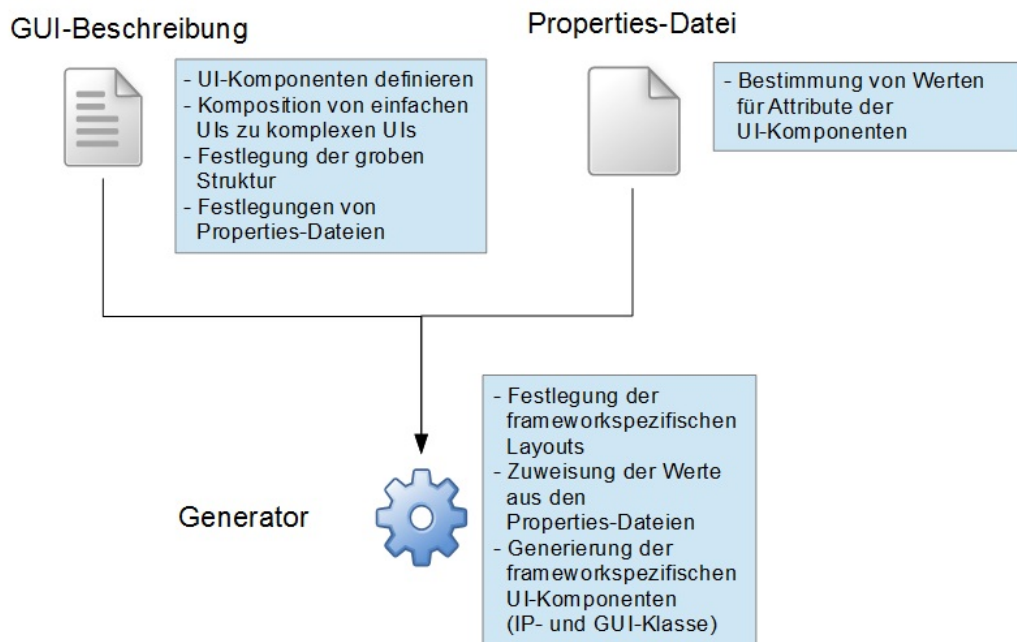 GUI-Beschreibung
- UI-Komponenten definieren
- Komposition von einfachen
UIs zu komplexen UIs
- Festlegung der groben
Struktur
- Festlegungen von
Properties-Dateien
Properties-Datei
- Bestimmung von Werten
für Attribute der
UI-Komponenten
Generator
- Festlegung der
frameworkspezifischen
Layouts
- Zuweisung der Werte
aus den
Properties-Dateien
- Generierung der
frameworkspezifischen
UI-Komponenten
(IP- und GUI-Klasse)